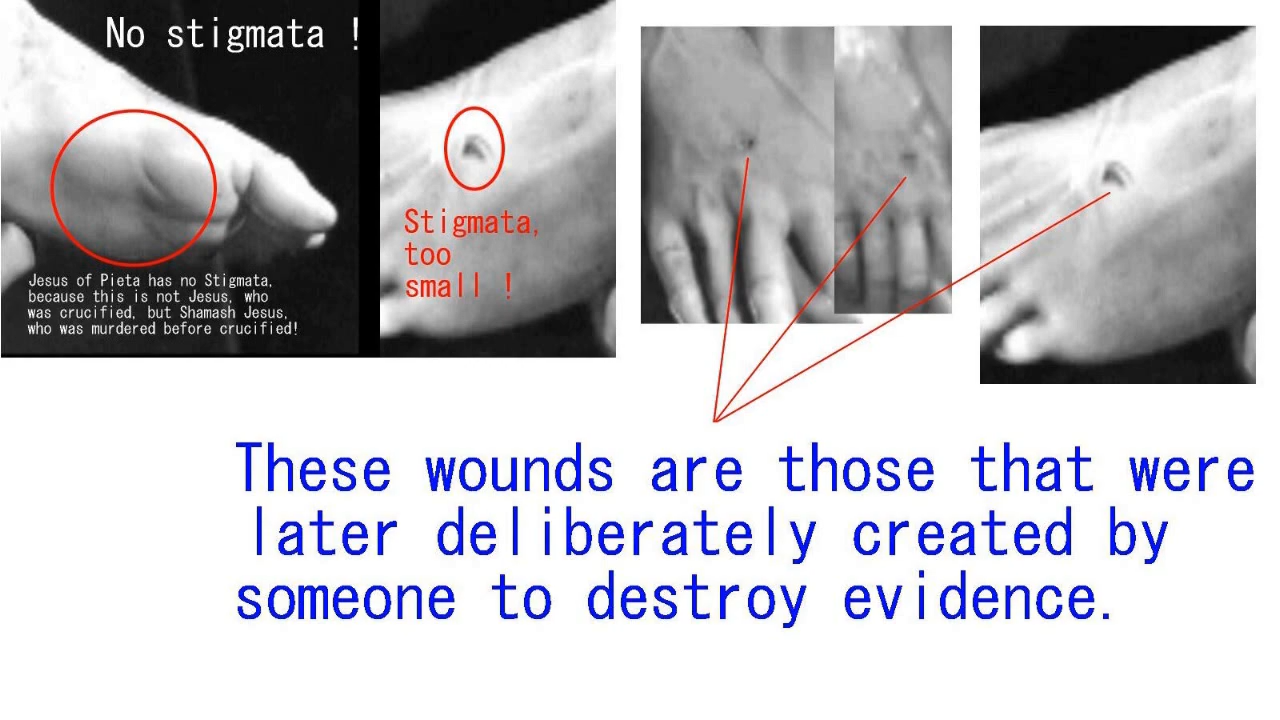 No stigmata !
Jesus of Pieta has no Stigmata,
because this is not Jesus, who
was crucified, but Shamash Jesus,
who was murdered before crucified!
Stigmata,
too
small !
These wounds are those that were
later deliberately created by
someone to destroy evidence.